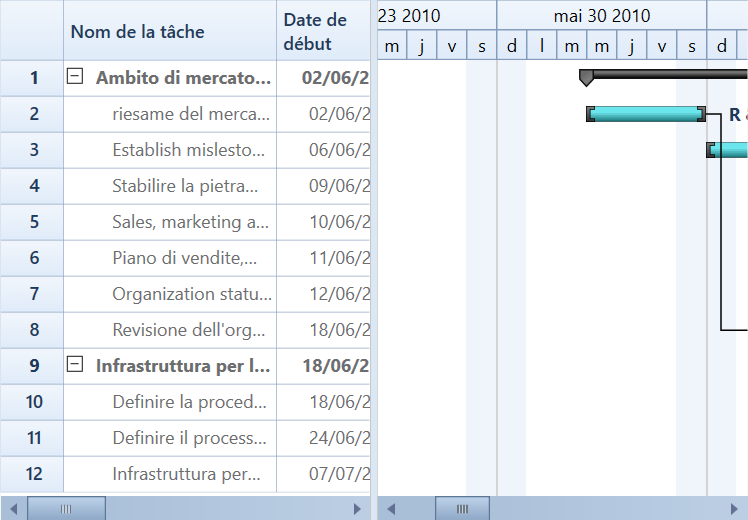 Nom de la tâche
Date de
début
23 2010
mai 30 2010
m j v s d l m m j v s d
1 Ambito di mercato... 02/06/2
2 riesame del merca... 02/06/2
R
3 Establish mislesto... 06/06/2
4 Stabilire la pietra... 09/06/2
5 Sales, marketing a... 10/06/2
6 Piano di vendite,... 11/06/2
7 Organization statu... 12/06/2
8 Revisione dell'org... 18/06/2
9 Infrastruttura per l... 18/06/2
10 Definire la proced... 18/06/2
11 Definire il process... 24/06/2
12 Infrastruttura per... 07/07/2